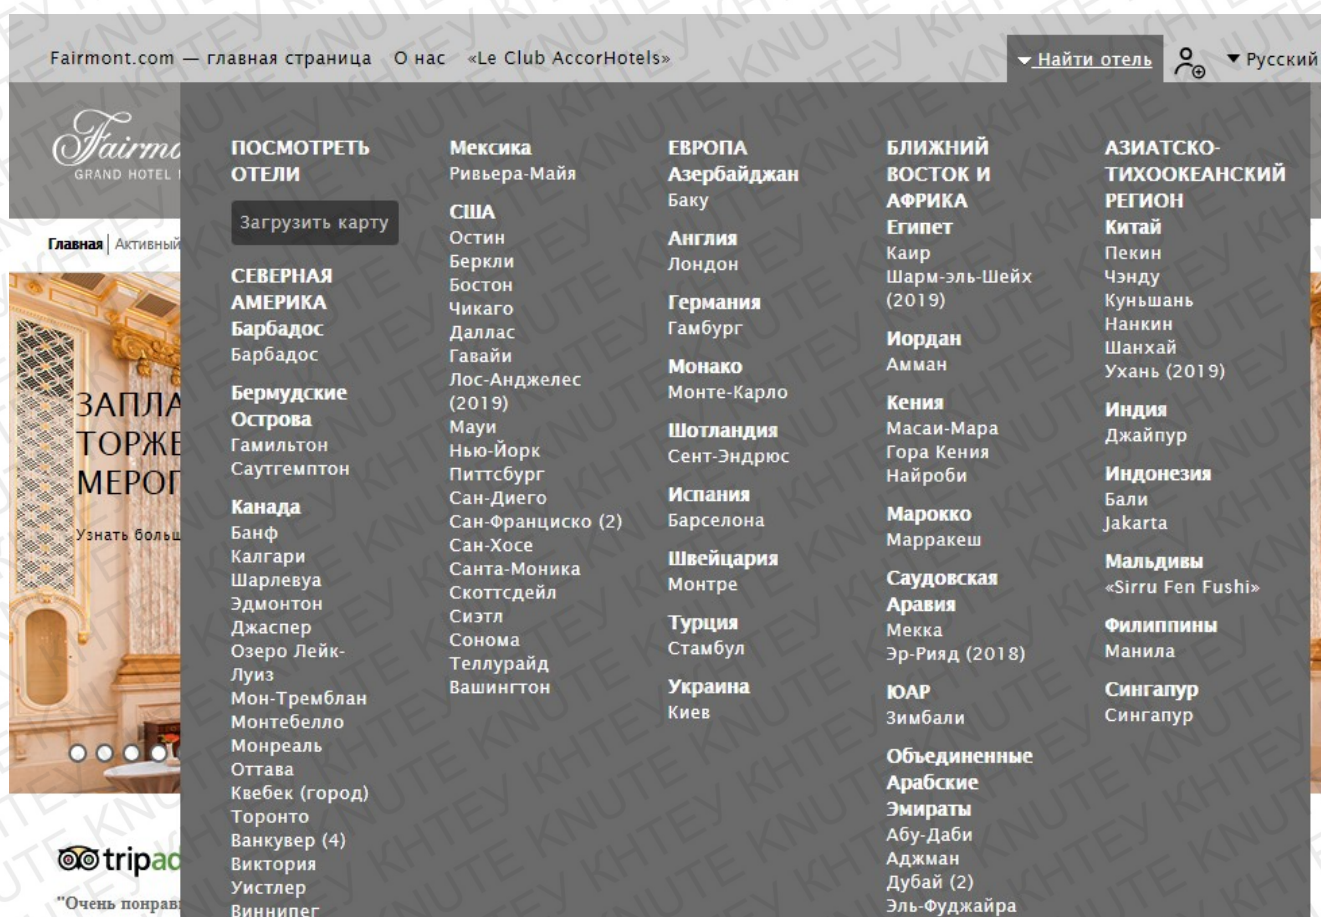 Fairmont.com — главная страница О нас «Le Club AccorHotels»
Найти отель
Русский
Fairmo
GRAND HOTEL
Главная Активный
ЗАПЛА
ТОРЖЕ
МЕРОП
Узнать больш
tripad
"Очень понрав
ПОСМОТРЕТЬ
ОТЕЛИ
Загрузить карту
СЕВЕРНАЯ
АМЕРИКА
Барбадос
Барбадос
Бермудские
Острова
Гамильтон
Саутгемптон
Канада
Банф
Калгари
Шарлевуа
Эдмонтон
Джаспер
Озеро Лейк-
Луиз
Мон-Тремблан
Монтебелло
Монреаль
Оттава
Квебек (город)
Торонто
Ванкувер (4)
Виктория
Уистлер
Виннипег
Мексика
Ривьера-Майя
США
Остин
Беркли
Бостон
Чикаго
Даллас
Гавайи
Лос-Анджелес
(2019)
Мауи
Нью-Йорк
Питтсбург
Сан-Диего
Сан-Франциско (2)
Сан-Хосе
Санта-Моника
Скоттсдейл
Сиэтл
Сонома
Теллурайд
Вашингтон
ЕВРОПА
Азербайджан
Баку
Англия
Лондон
Германия
Гамбург
Монако
Монте-Карло
Шотландия
Сент-Эндрюс
Испания
Барселона
Швейцария
Монтре
Турция
Стамбул
Украина
Киев
БЛИЖНИЙ
ВОСТОК И
АФРИКА
Египет
Каир
Шарм-эль-Шейх
(2019)
Иордан
Амман
Кения
Масаи-Мара
Гора Кения
Найроби
Марокко
Марракеш
Саудовская
Аравия
Мекка
Эр-Рияд (2018)
ЮАР
Зимбали
Объединенные
Арабские
Эмираты
Абу-Даби
Аджман
Дубай (2)
Эль-Фуджайра
АЗИАТСКО-
ТИХООКЕАНСКИЙ
РЕГИОН
Китай
Пекин
Чэнду
Куньшань
Нанкин
Шанхай
Ухань (2019)
Индия
Джайпур
Индонезия
Бали
Jakarta
Мальдивы
«Sirru Fen Fushi»
Филиппины
Манила
Сингапур
Сингапур